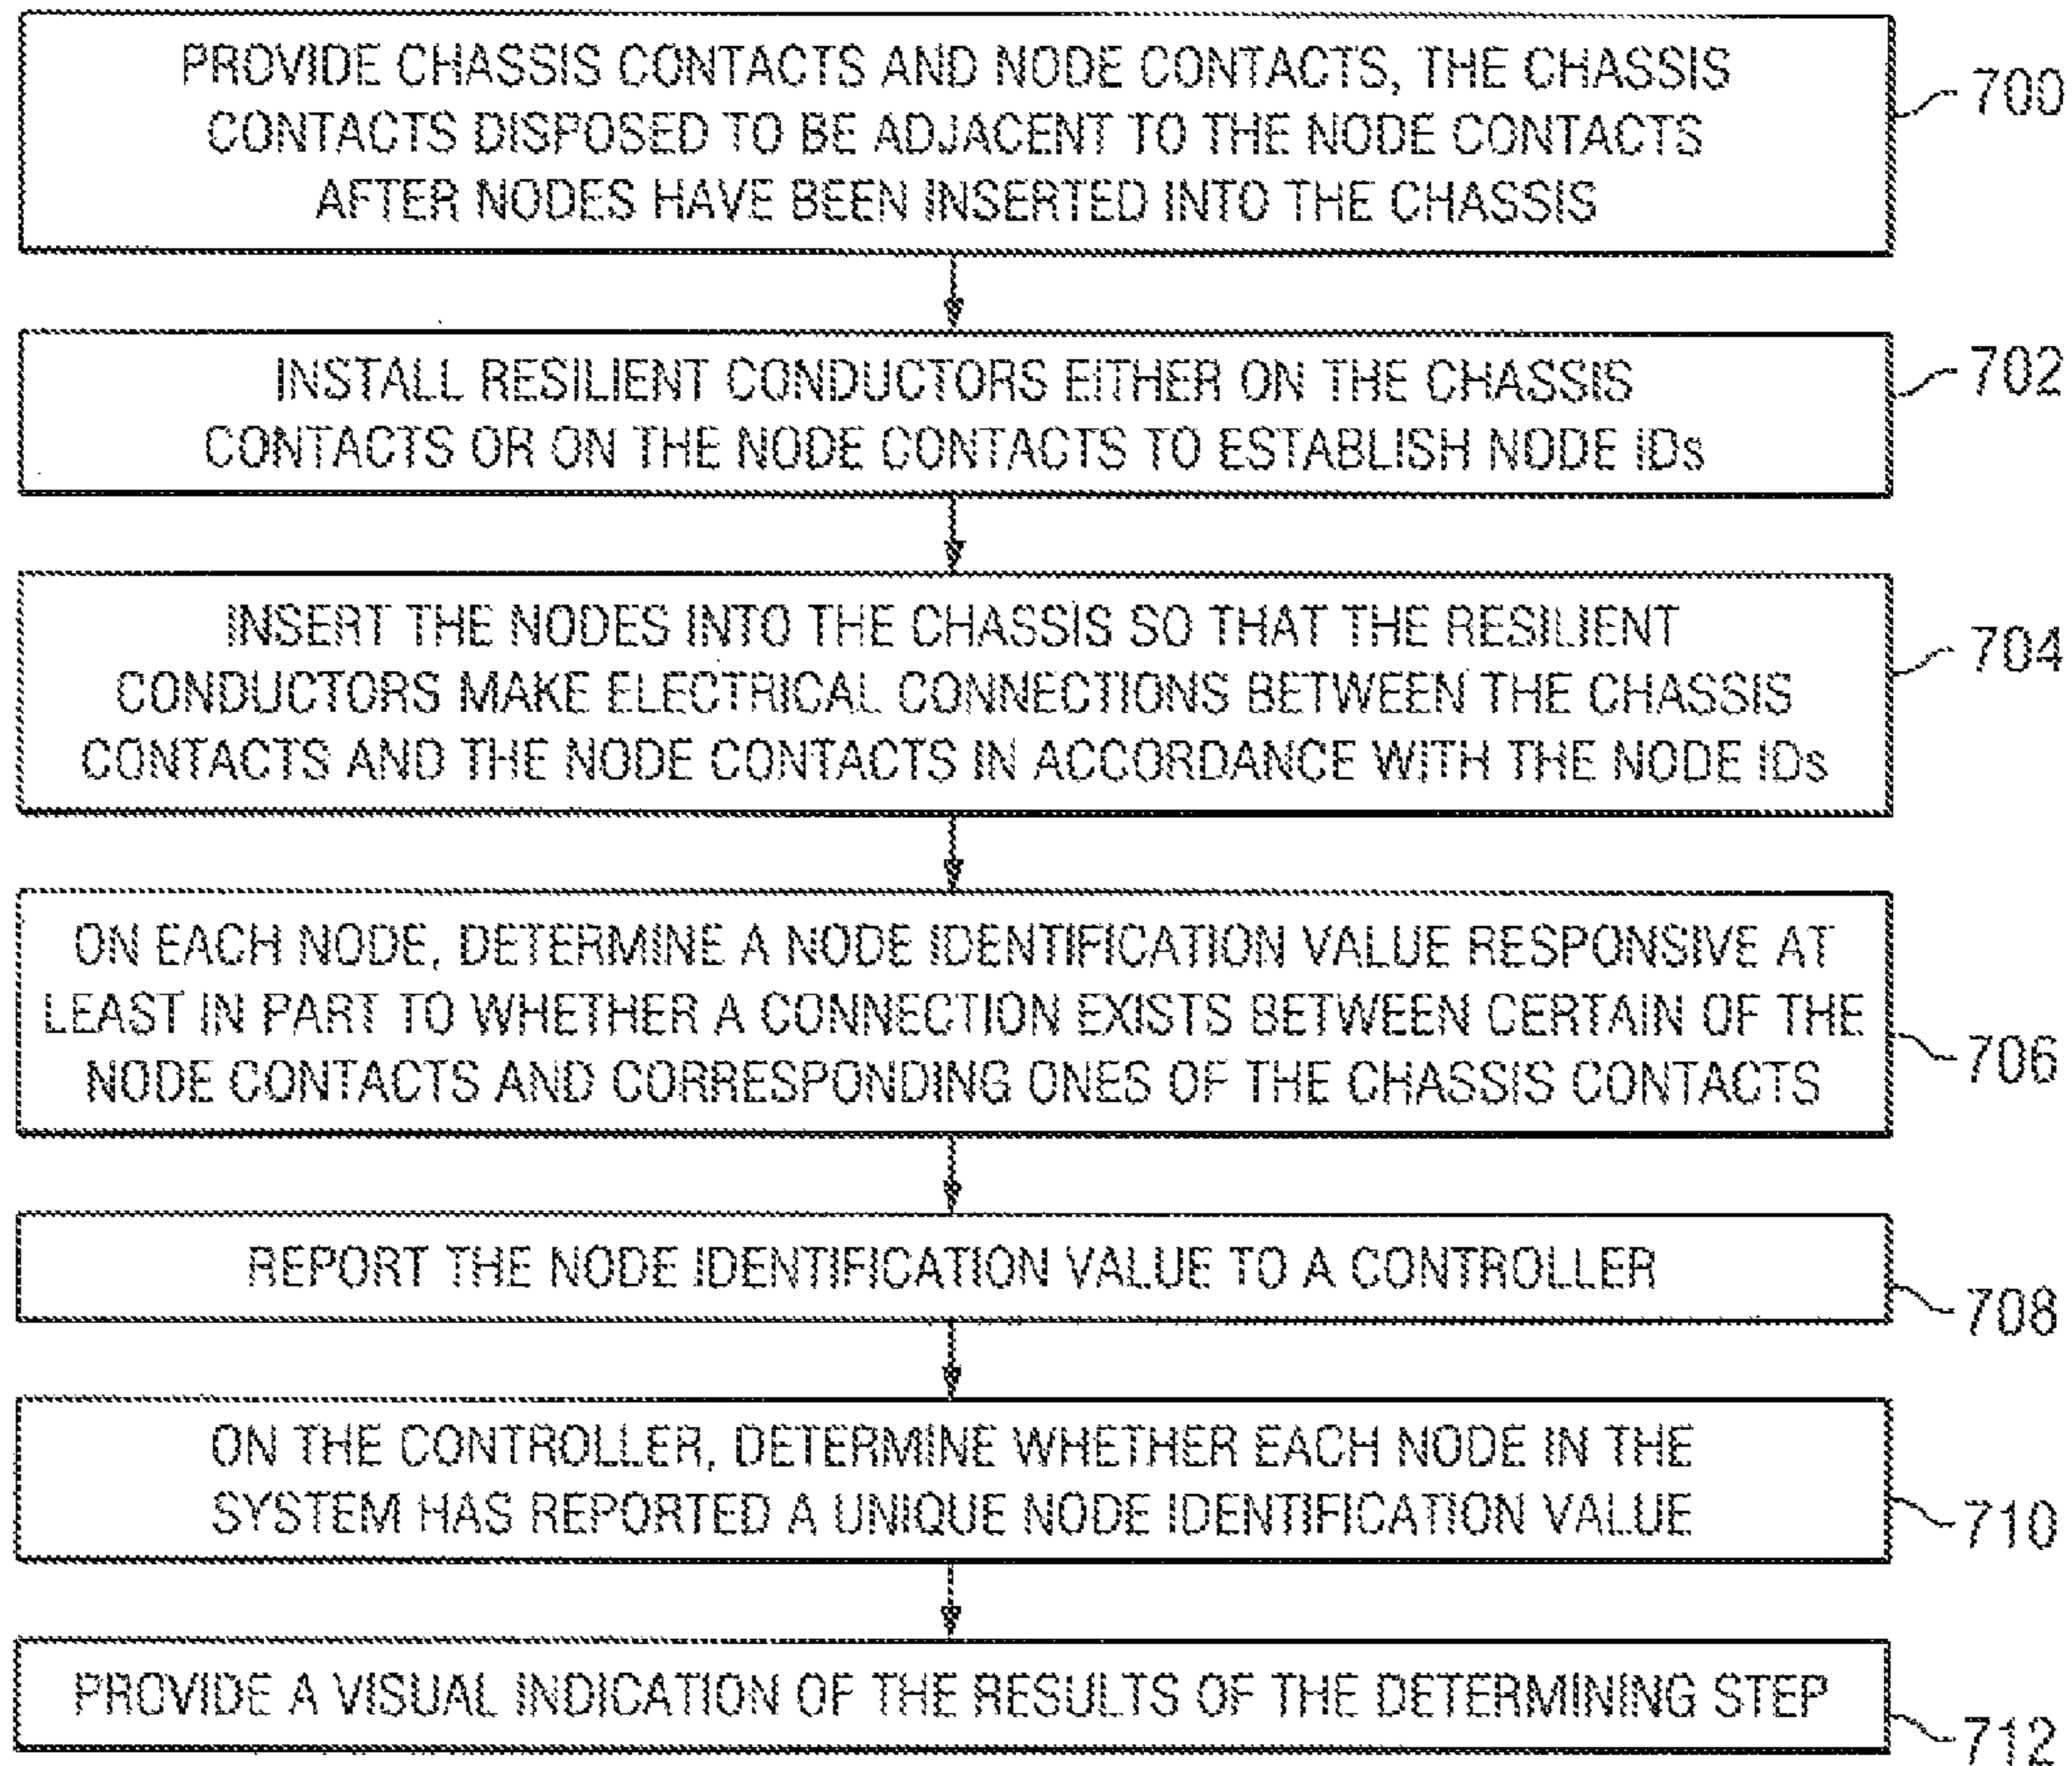 PROVIDE CHASSIS CONTACTS AND NODE CONTACTS, THE CHASSIS
CONTACTS DISPOSED TO BE ADJACENT TO THE NODE CONTACTS
AFTER NODES HAVE BEEN INSERTED INTO THE CHASSIS
700
INSTALL RESILIENT CONDUCTORS EITHER ON THE CHASSIS
CONTACTS OR ON THE NODE CONTACTS TO ESTABLISH NODE IDs
702
INSERT THE NODES INTO THE CHASSIS SO THAT THE RESILIENT
CONDUCTORS MAKE ELECTRICAL CONNECTIONS BETWEEN THE CHASSIS
CONTACTS AND THE NODE CONTACTS IN ACCORDANCE WITH THE NODE IDs
704
ON EACH NODE, DETERMINE A NODE IDENTIFICATION VALUE RESPONSIVE AT
LEAST IN PART TO WHETHER A CONNECTION EXISTS BETWEEN CERTAIN OF THE
NODE CONTACTS AND CORRESPONDING ONES OF THE CHASSIS CONTACTS
706
REPORT THE NODE IDENTIFICATION VALUE TO A CONTROLLER
708
ON THE CONTROLLER, DETERMINE WHETHER EACH NODE IN THE
SYSTEM HAS REPORTED A UNIQUE NODE IDENTIFICATION VALUE
710
PROVIDE A VISUAL INDICATION OF THE RESULTS OF THE DETERMINING STEP
712